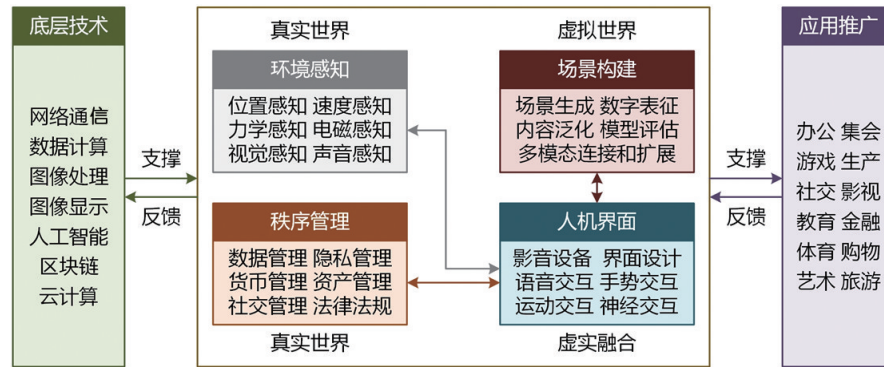 底层技术
网络通信
数据计算
图像处理
图像显示
人工智能
区块链
云计算
支撑
反馈
真实世界
环境感知
位置感知 速度感知
力学感知 电磁感知
视觉感知 声音感知
虚拟世界
场景构建
场景生成 数字表征
内容泛化 模型评估
多模态连接和扩展
秩序管理
数据管理 隐私管理
货币管理 资产管理
社交管理 法律法规
真实世界
人机界面
影音设备 界面设计
语音交互 手势交互
运动交互 神经交互
虚实融合
支撑
反馈
应用推广
办公 集会
游戏 生产
社交 影视
教育 金融
体育 购物
艺术 旅游